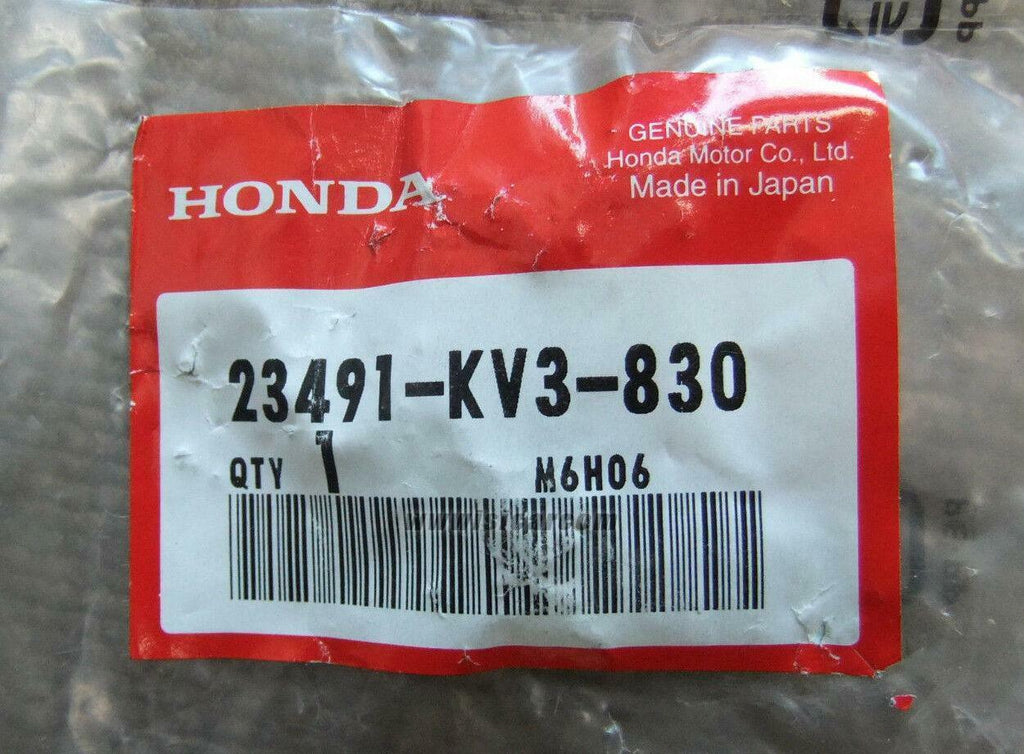 GENUINE PARTS
Honda Motor Co., Ltd.
Made in Japan
HONDA
23491-KV3-830
QTY 1 M6H06